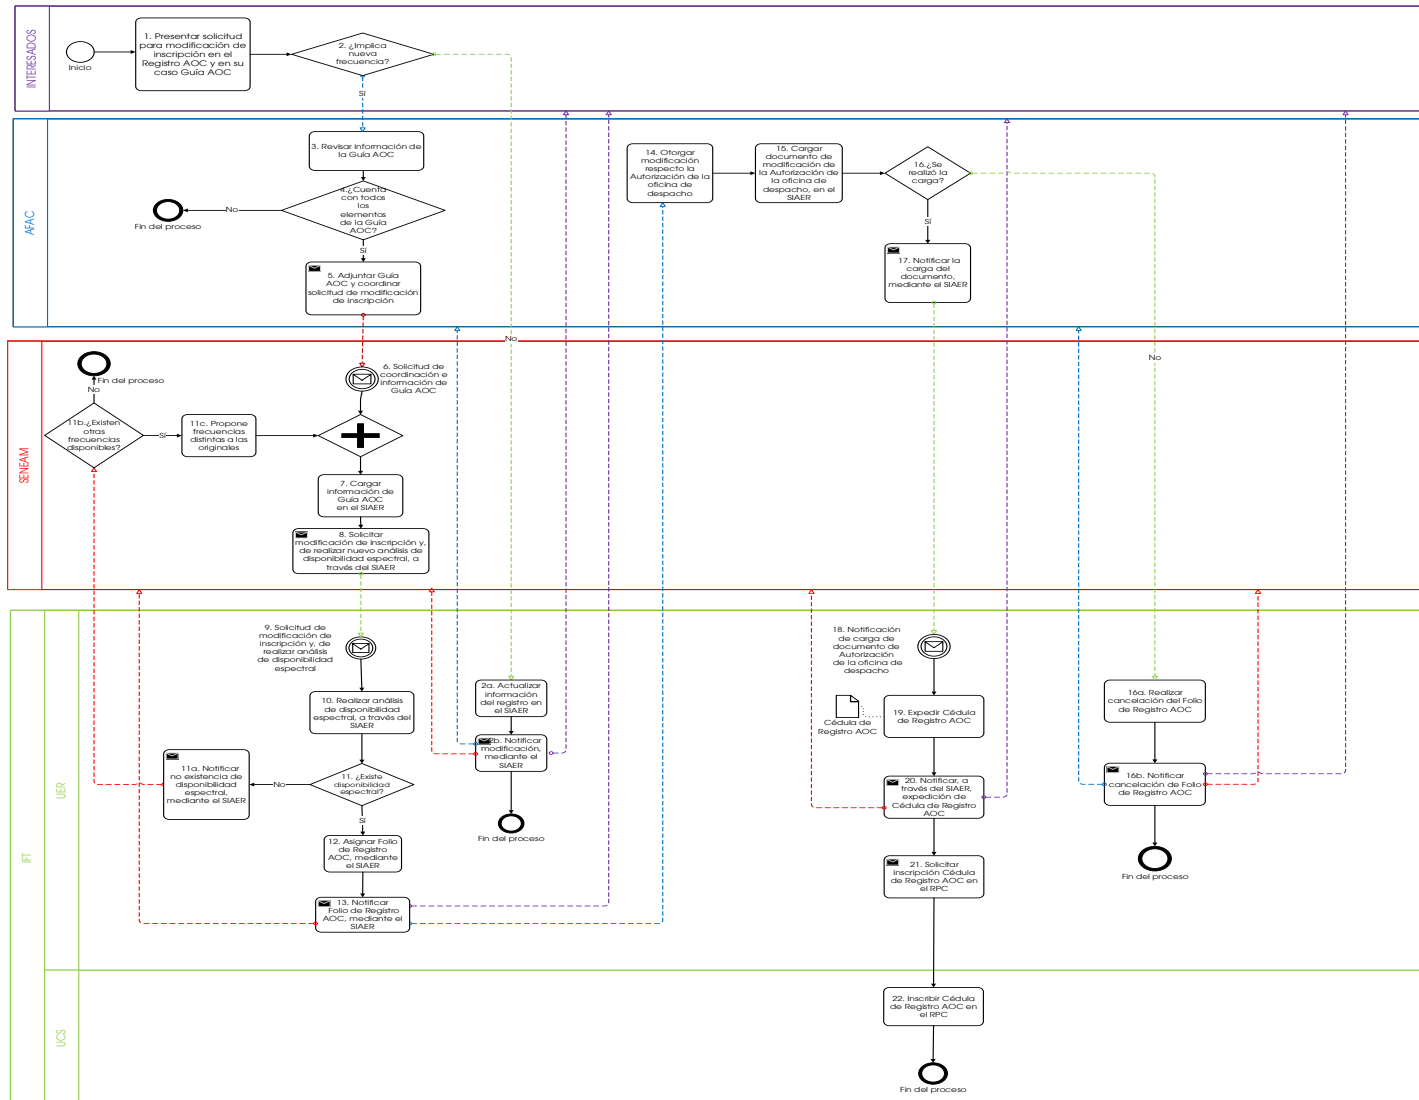 INTERESADOS
Inicio
1. Presentar solicitud
para modificación de
inscripción en el
Registro AOC y en su
caso Guía AOC
2. ¿Implica
nueva
frecuencia?
Sí
AFAC
3. Revisar información de
la Guía AOC
4.¿Cuenta
con todos
los
elementos
de la Guía
AOC?
No
Fin del proceso
Sí
5. Adjuntar Guía
AOC y coordinar
solicitud de modificación
de inscripción
14. Otorgar
modificación
respecto la
Autorización de la
oficina de
despacho
15. Cargar
documento de
modificación de
la Autorización de
la oficina de
despacho, en el
SIAER
16.¿Se
realizó la
carga?
Sí
17. Notificar la
carga del
documento,
mediante el SIAER
No
No
SENEAM
Fin del proceso
No
11b.¿Existen
otras
frecuencias
disponibles?
Sí
11c. Propone
frecuencias
distintas a las
originales
6. Solicitud de
coordinación e
información de
Guía AOC
7. Cargar
información de
Guía AOC
en el SIAER
8. Solicitar
modificación de inscripción y,
de realizar nuevo análisis de
disponibilidad espectral, a
través del SIAER
IFT
UER
9. Solicitud de
modificación de
inscripción y, de
realizar análisis
de disponibilidad
espectral
10. Realizar análisis
de disponibilidad
espectral, a través del
SIAER
11. ¿Existe
disponibilidad
espectral?
No
11a. Notificar
no existencia de
disponibilidad
espectral,
mediante el SIAER
Sí
12. Asignar Folio
de Registro
AOC, mediante
el SIAER
13. Notificar
Folio de Registro
AOC, mediante el
SIAER
2a. Actualizar
información
del registro en
el SIAER
2b. Notificar
modificación,
mediante el
SIAER
Fin del proceso
18. Notificación
de carga de
documento de
Autorización
de la oficina de
despacho
Cédula de
Registro AOC
19. Expedir Cédula
de Registro AOC
20. Notificar, a
través del SIAER,
expedición de
Cédula de Registro
AOC
21. Solicitar
inscripción Cédula
de Registro AOC en
el RPC
16a. Realizar
cancelación del Folio
de Registro AOC
16b. Notificar
cancelación de Folio
de Registro AOC
Fin del proceso
UCS
22. Inscribir Cédula
de Registro AOC en
el RPC
Fin del proceso